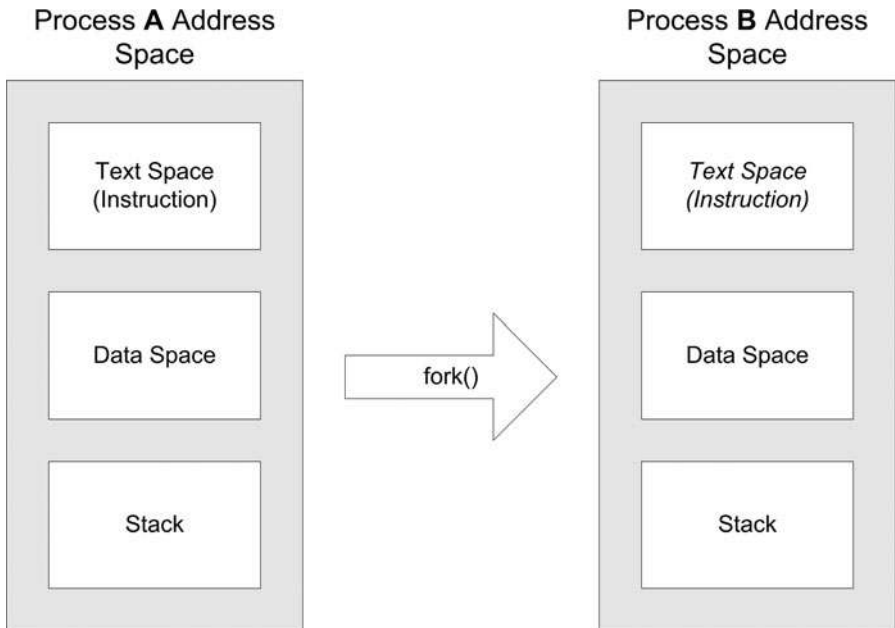 Process A Address
Space
Text Space
(Instruction)
Data Space
Stack
fork()
Process B Address
Space
Text Space
(Instruction)
Data Space
Stack